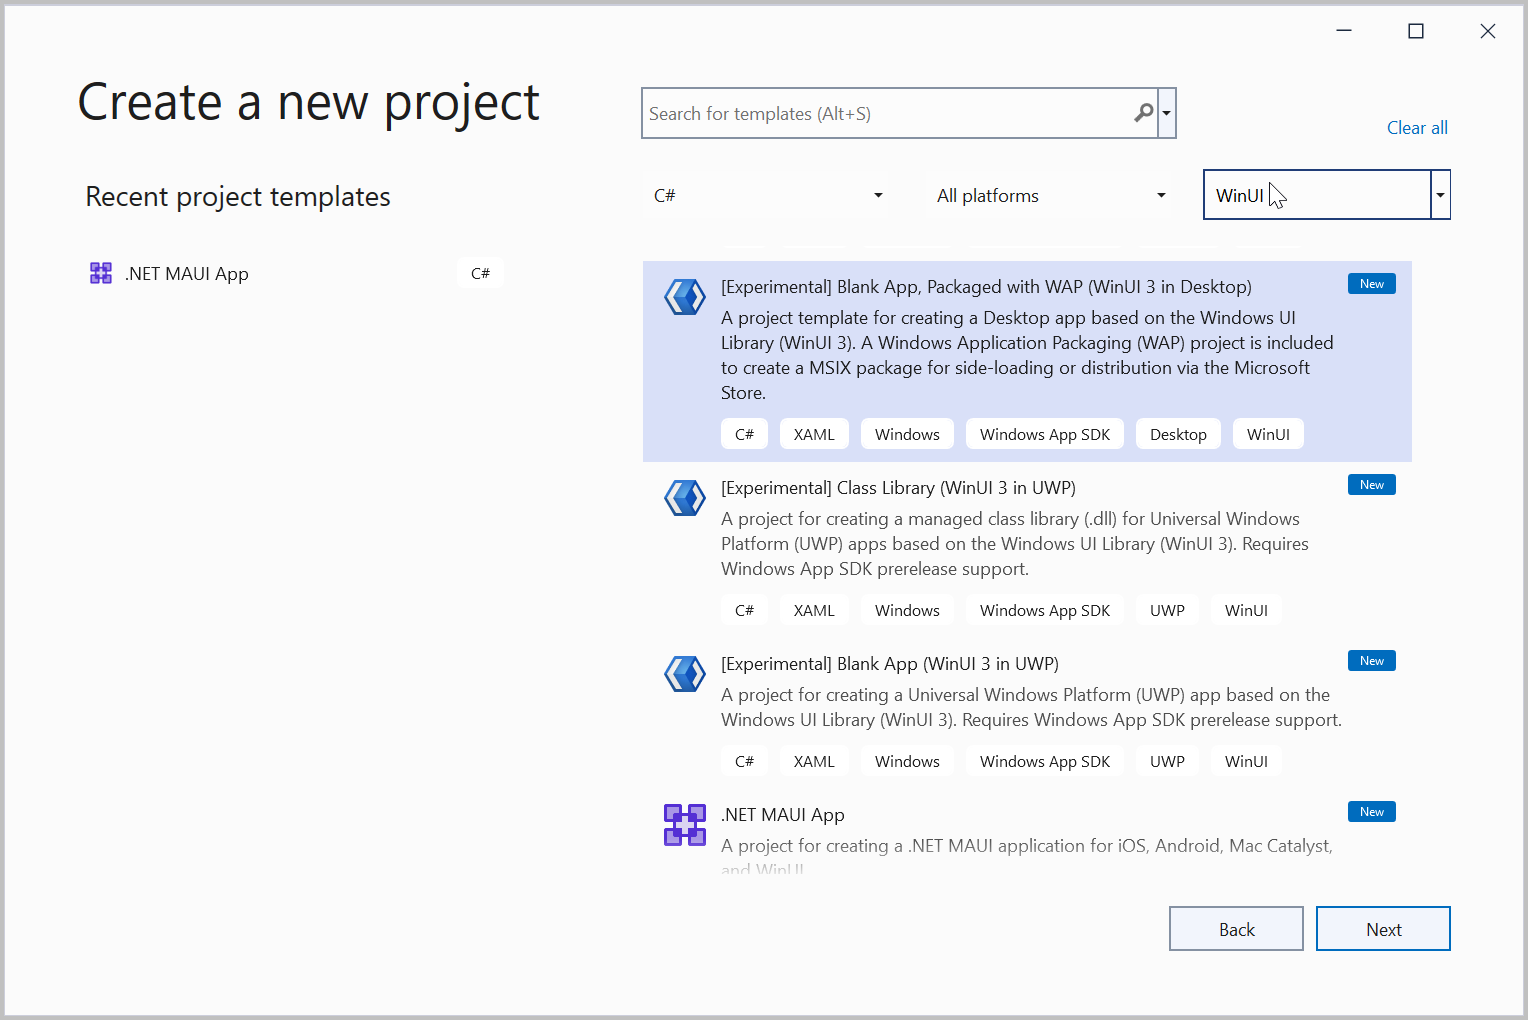 Create a new project
Search for templates (Alt+S)
Clear all
Recent project templates
C#
All platforms
WinUI
.NET MAUI App
C#
[Experimental] Blank App, Packaged with WAP (WinUI 3 in Desktop)
New
A project template for creating a Desktop app based on the Windows UI
Library (WinUI 3). A Windows Application Packaging (WAP) project is included
to create a MSIX package for side-loading or distribution via the Microsoft
Store.
C# XAML Windows Windows App SDK Desktop WinUI
[Experimental] Class Library (WinUI 3 in UWP)
New
A project for creating a managed class library (.dll) for Universal Windows
Platform (UWP) apps based on the Windows UI Library (WinUI 3). Requires
Windows App SDK prerelease support.
C# XAML Windows Windows App SDK UWP WinUI
[Experimental] Blank App (WinUI 3 in UWP)
New
A project for creating a Universal Windows Platform (UWP) app based on the
Windows UI Library (WinUI 3). Requires Windows App SDK prerelease support.
C# XAML Windows Windows App SDK UWP WinUI
.NET MAUI App
New
A project for creating a .NET MAUI application for iOS, Android, Mac Catalyst,
and WinUI
Back
Next